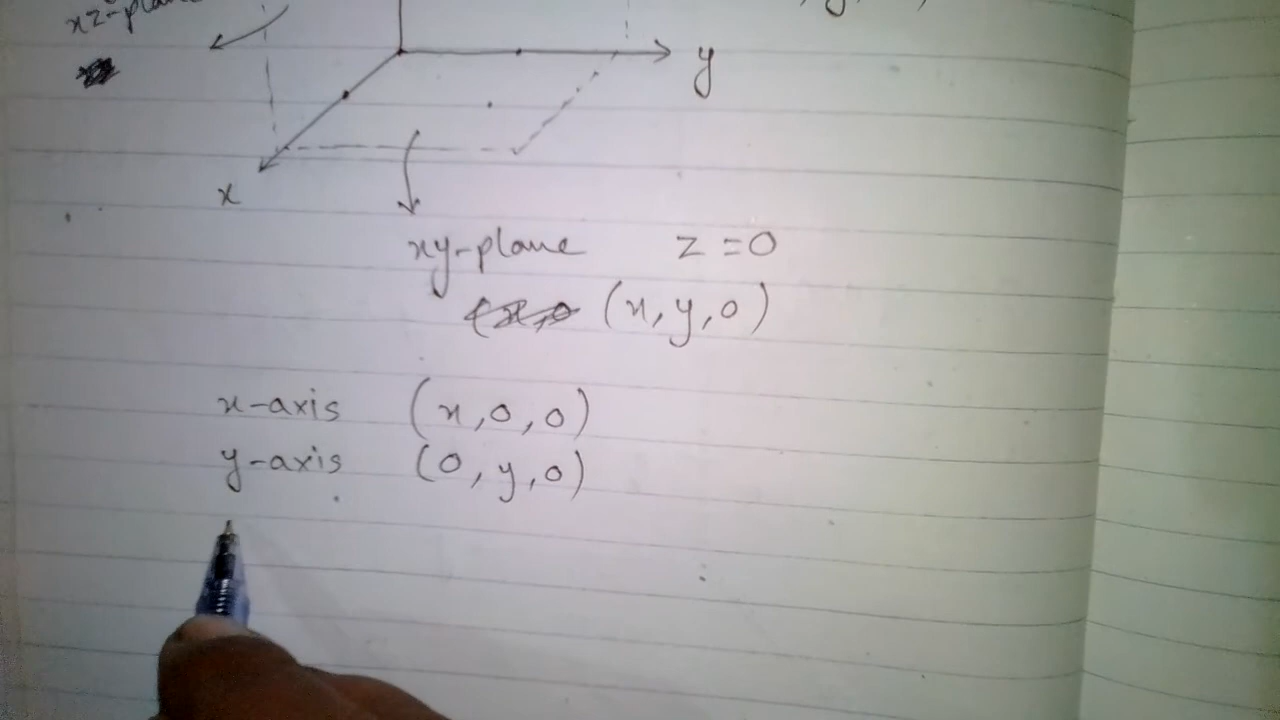 xz-plane
y
x
xy-plane z=0
(x,y,0)
x-axis (x,0,0)
y-axis (0,y,0)